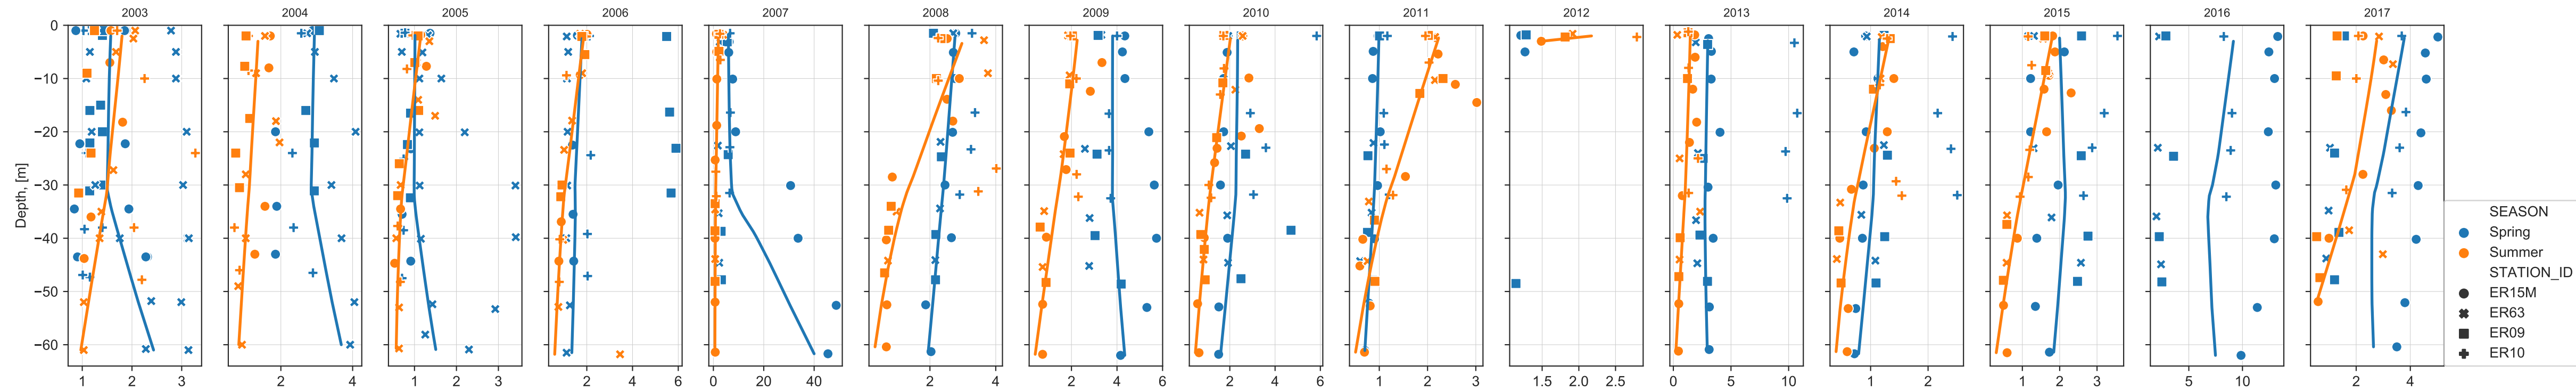 2003 2004 2005 2006 2007 2008 2009 2010 2011 2012 2013 2014 2015 2016 2017
Depth, [m]
0
−10
−20
−30
−40
−50
−60
1 2 3
2 4
1 2 3
2 4 6
0 20 40
2 4
2 4 6
2 4 6
1 2 3
1.5 2.0 2.5
0 5 10
1 2
1 2 3
5 10
2 4
SEASON
Spring
Summer
STATION_ID
ER15M
ER63
ER09
ER10